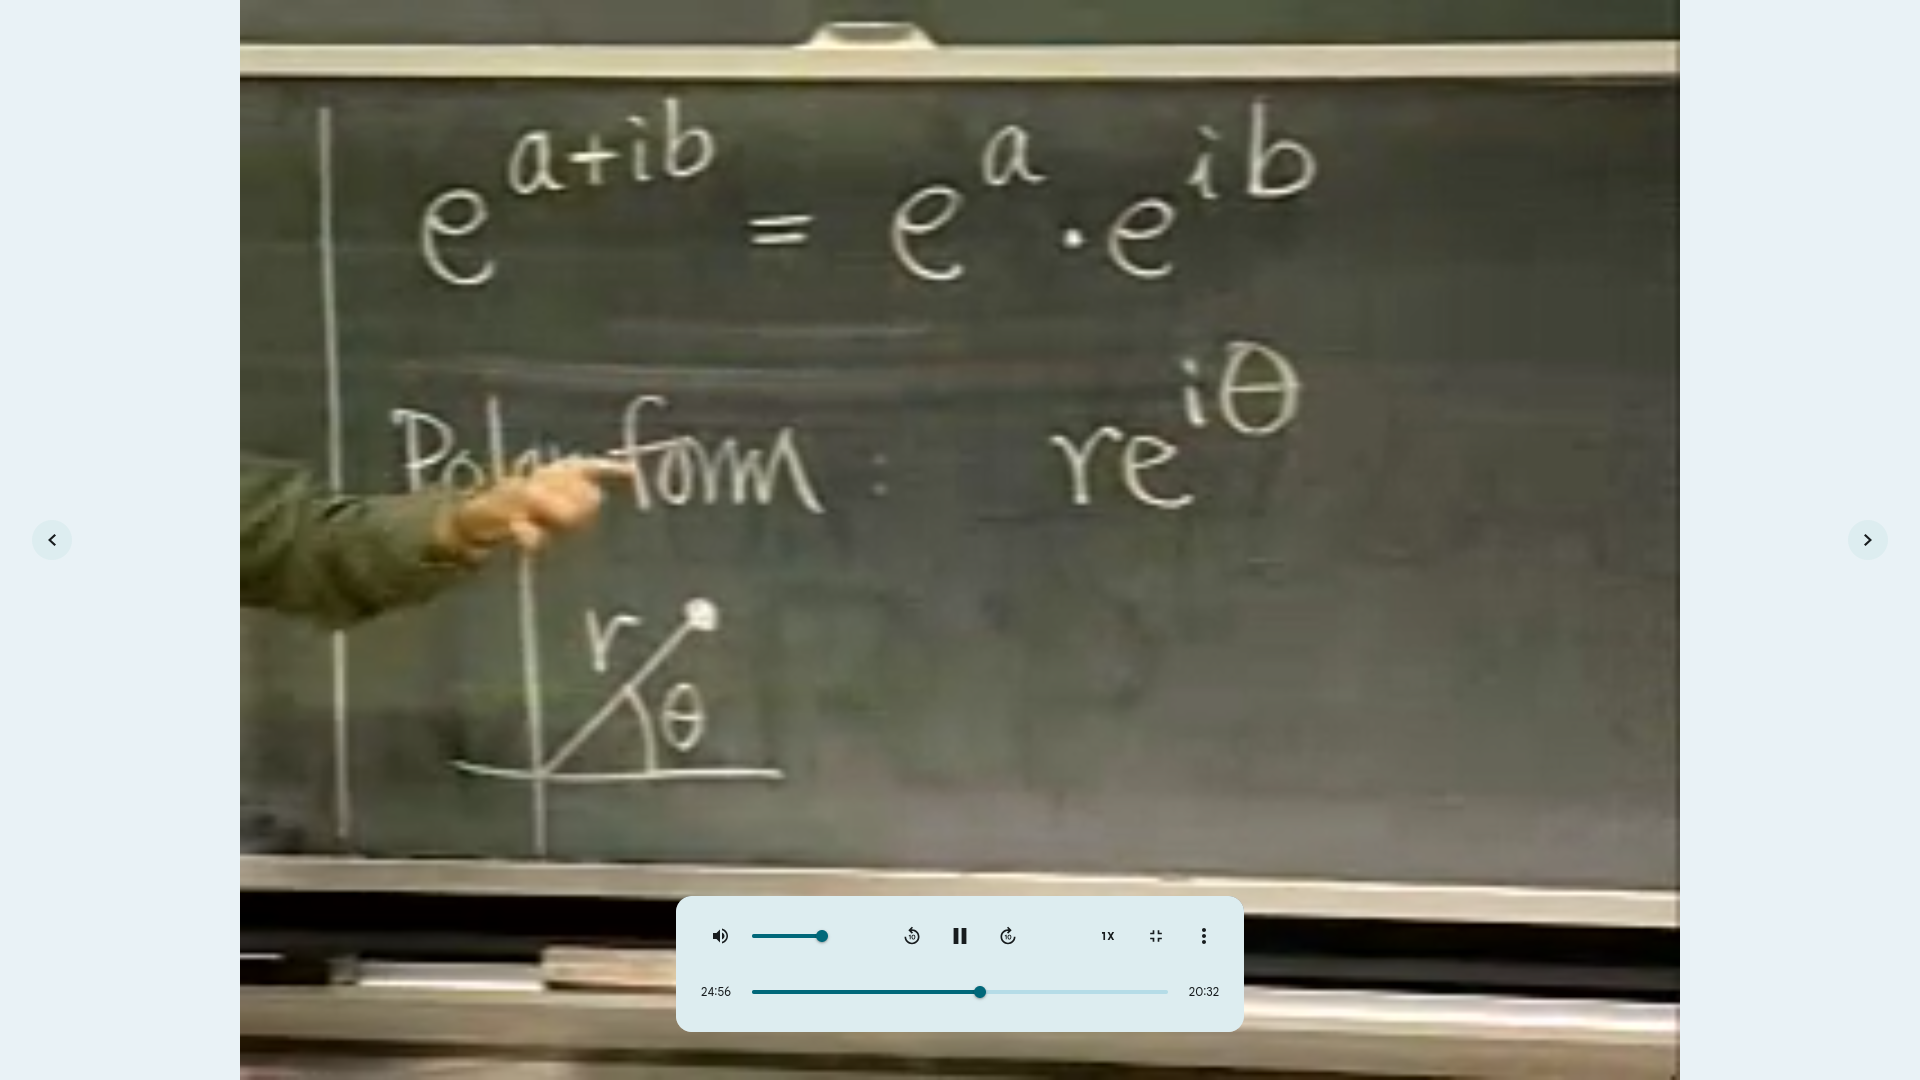 e^{a+ib} = e^a · e^{ib}
Polar form : re^{iθ}
r
θ
1X
24:56
20:32